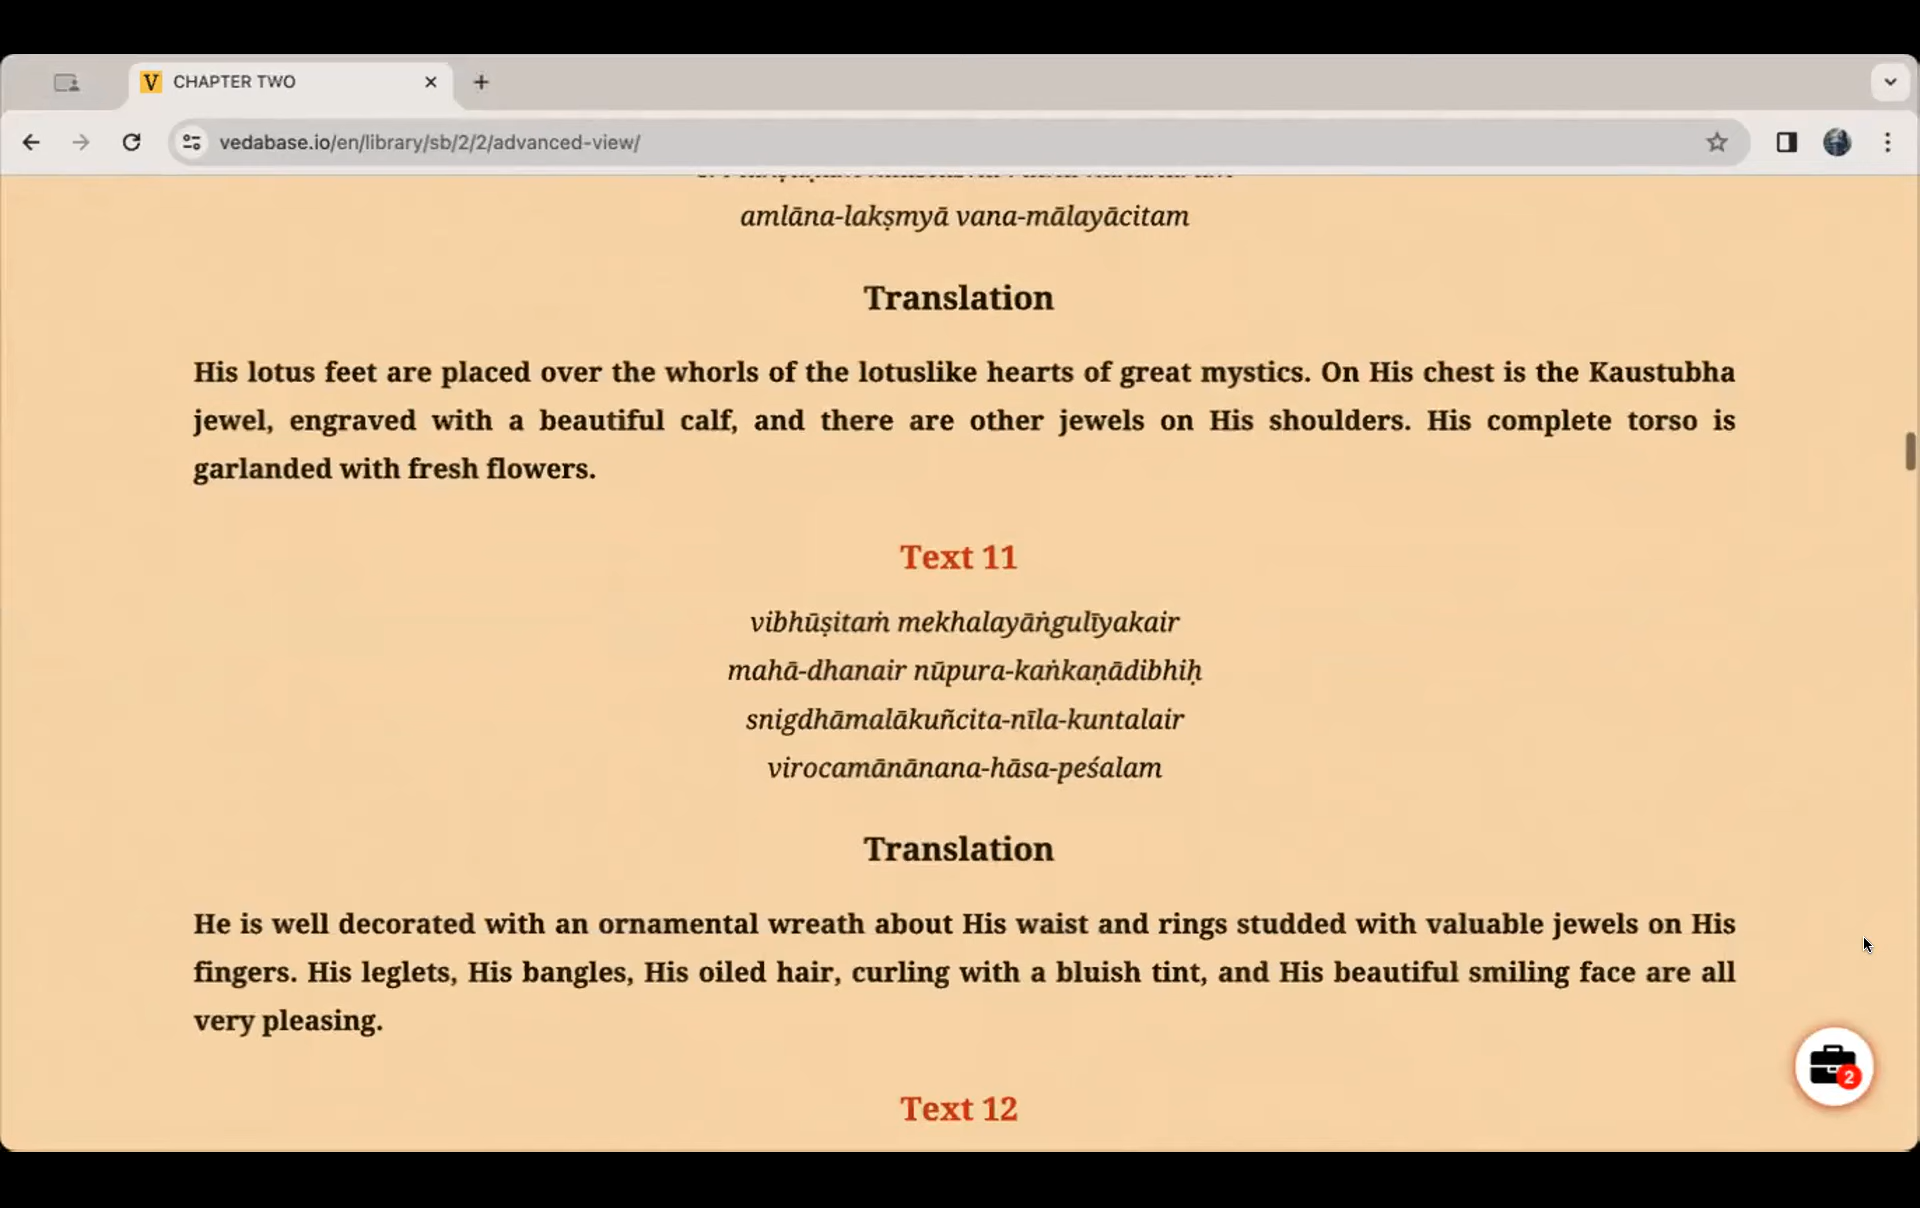 CHAPTER TWO
vedabase.io/en/library/sb/2/2/advanced-view/
amlāna-lakṣmyā vana-mālayācitam
Translation
His lotus feet are placed over the whorls of the lotuslike hearts of great mystics. On His chest is the Kaustubha
jewel, engraved with a beautiful calf, and there are other jewels on His shoulders. His complete torso is
garlanded with fresh flowers.
Text 11
vibhūṣitaṁ mekhalayāṅgulīyakair
mahā-dhanair nūpura-kaṅkaṇādibhiḥ
snigdhāmalākuñcita-nīla-kuntalair
virocamānānana-hāsa-peśalam
Translation
He is well decorated with an ornamental wreath about His waist and rings studded with valuable jewels on His
fingers. His leglets, His bangles, His oiled hair, curling with a bluish tint, and His beautiful smiling face are all
very pleasing.
2
Text 12